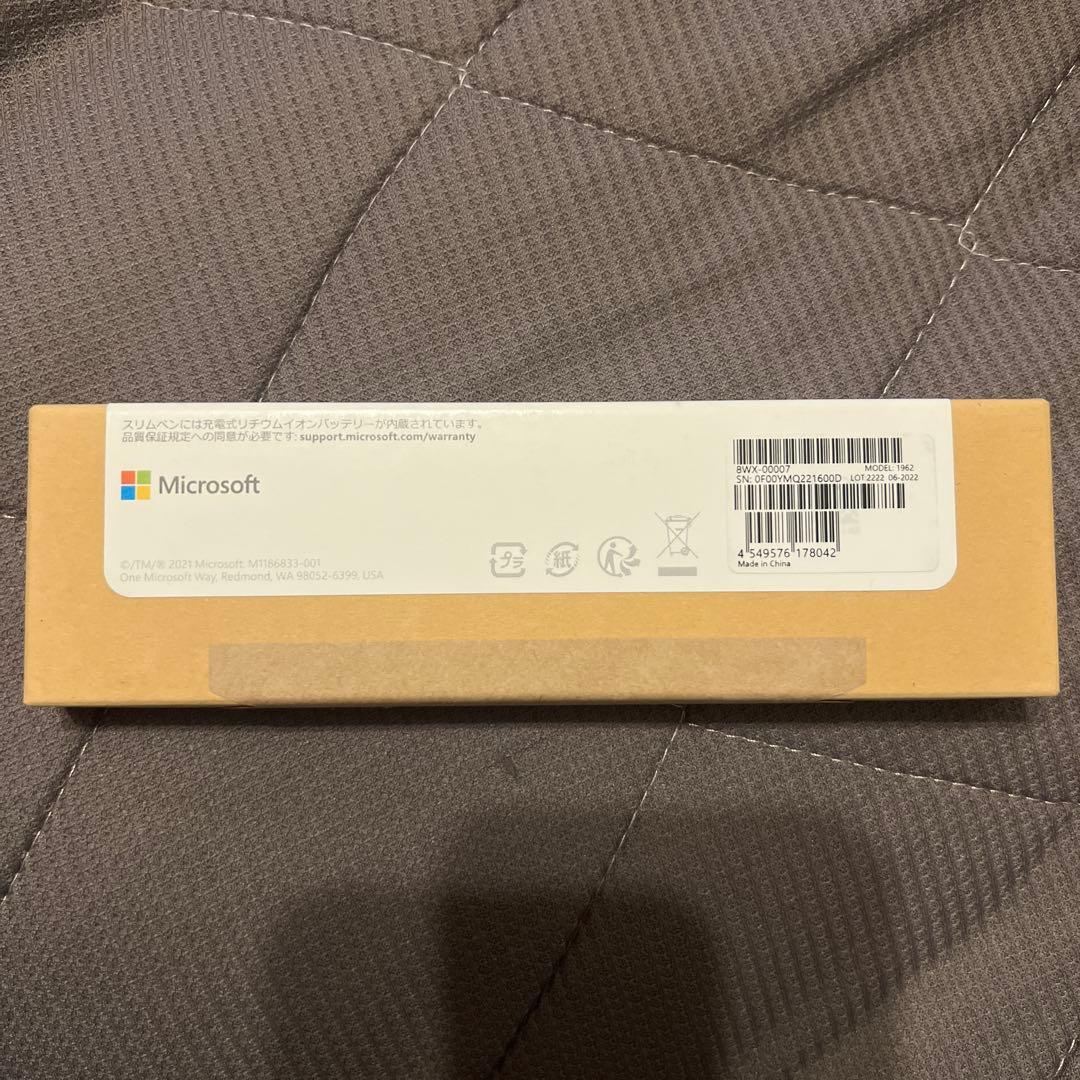 スリムペンには充電式リチウムイオンバッテリーが内蔵されています。
品質保証規定への同意が必要です: support.microsoft.com/warranty
Microsoft
©/TM/® 2021 Microsoft. M1186833-001
One Microsoft Way, Redmond, WA 98052-6399, USA
プラ
紙
8WX-00007 MODEL: 1962
SN: 0F00YMQ221600D LOT:2222 06-2022
4 549576 178042
Made in China